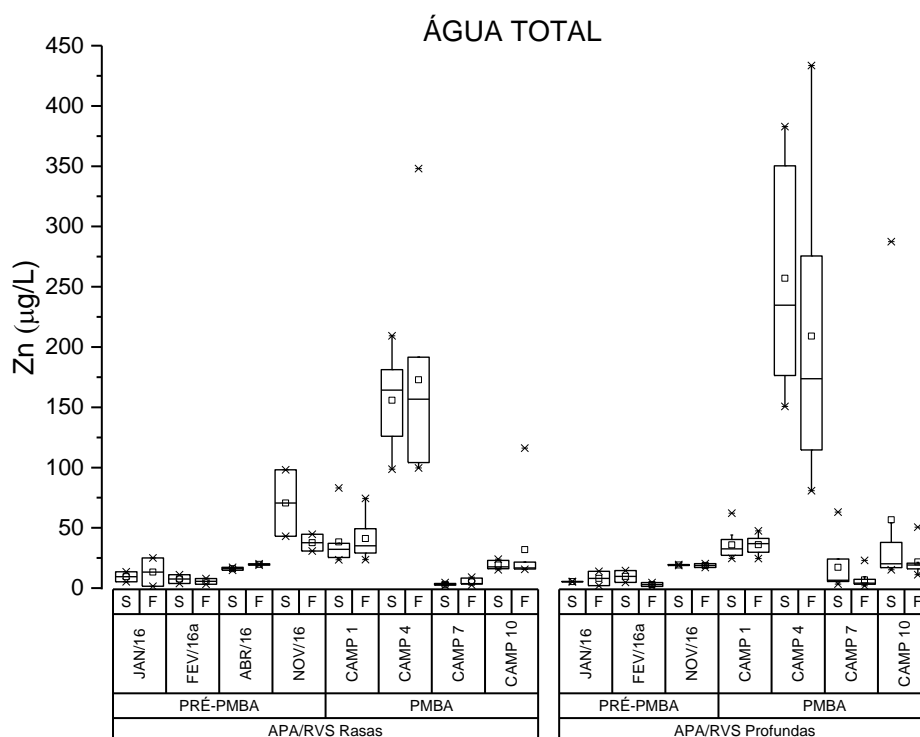 ÁGUA TOTAL
450
400
350
300
250
200
150
100
50
0
Zn (µg/L)
S F S F S F S F S F S F S F S F S F S F S F S F S F S F S F
JAN/16 FEV/16a ABR/16 NOV/16 CAMP 1 CAMP 4 CAMP 7 CAMP 10 JAN/16 FEV/16a NOV/16 CAMP 1 CAMP 4 CAMP 7 CAMP 10
PRÉ-PMBA PMBA PRÉ-PMBA PMBA
APA/RVS Rasas APA/RVS Profundas